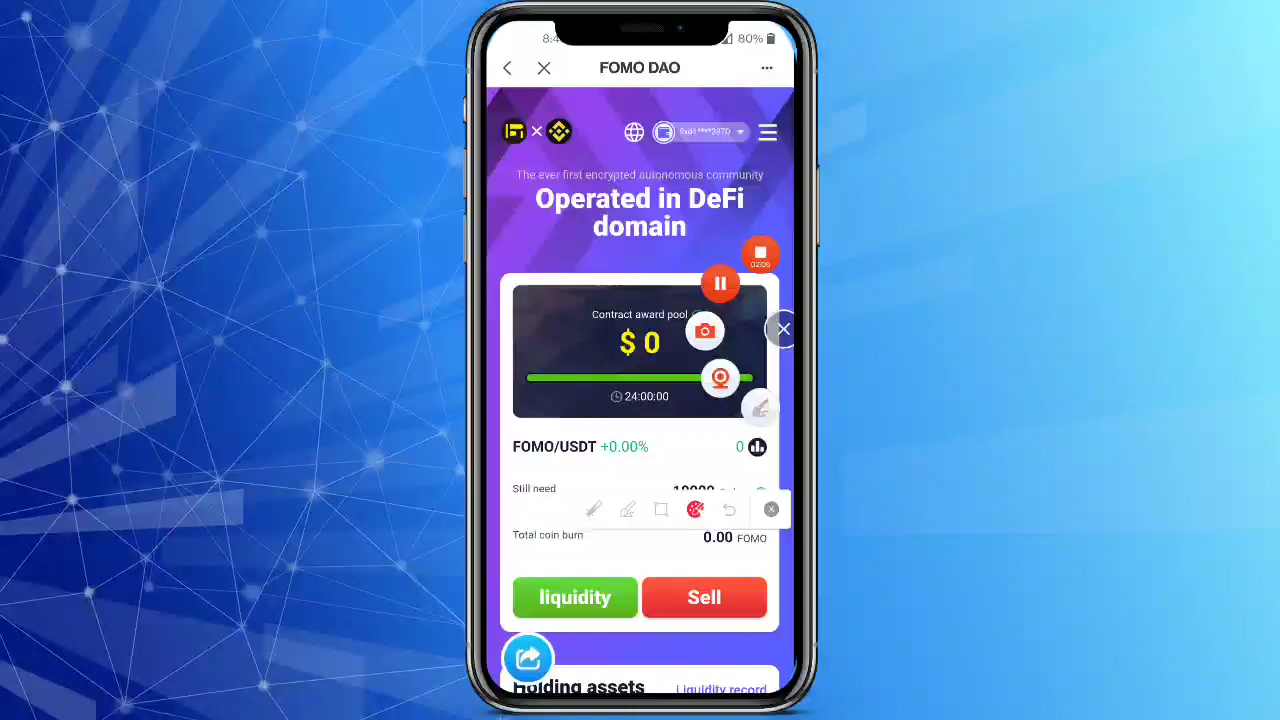 80%
FOMO DAO
The ever first encrypted autonomous community
Operated in DeFi
domain
02:06
Contract award pool
$ 0
24:00:00
FOMO/USDT +0.00% 0
Still need
Total coin burn
0.00 FOMO
liquidity Sell
Holding assets Liquidity record